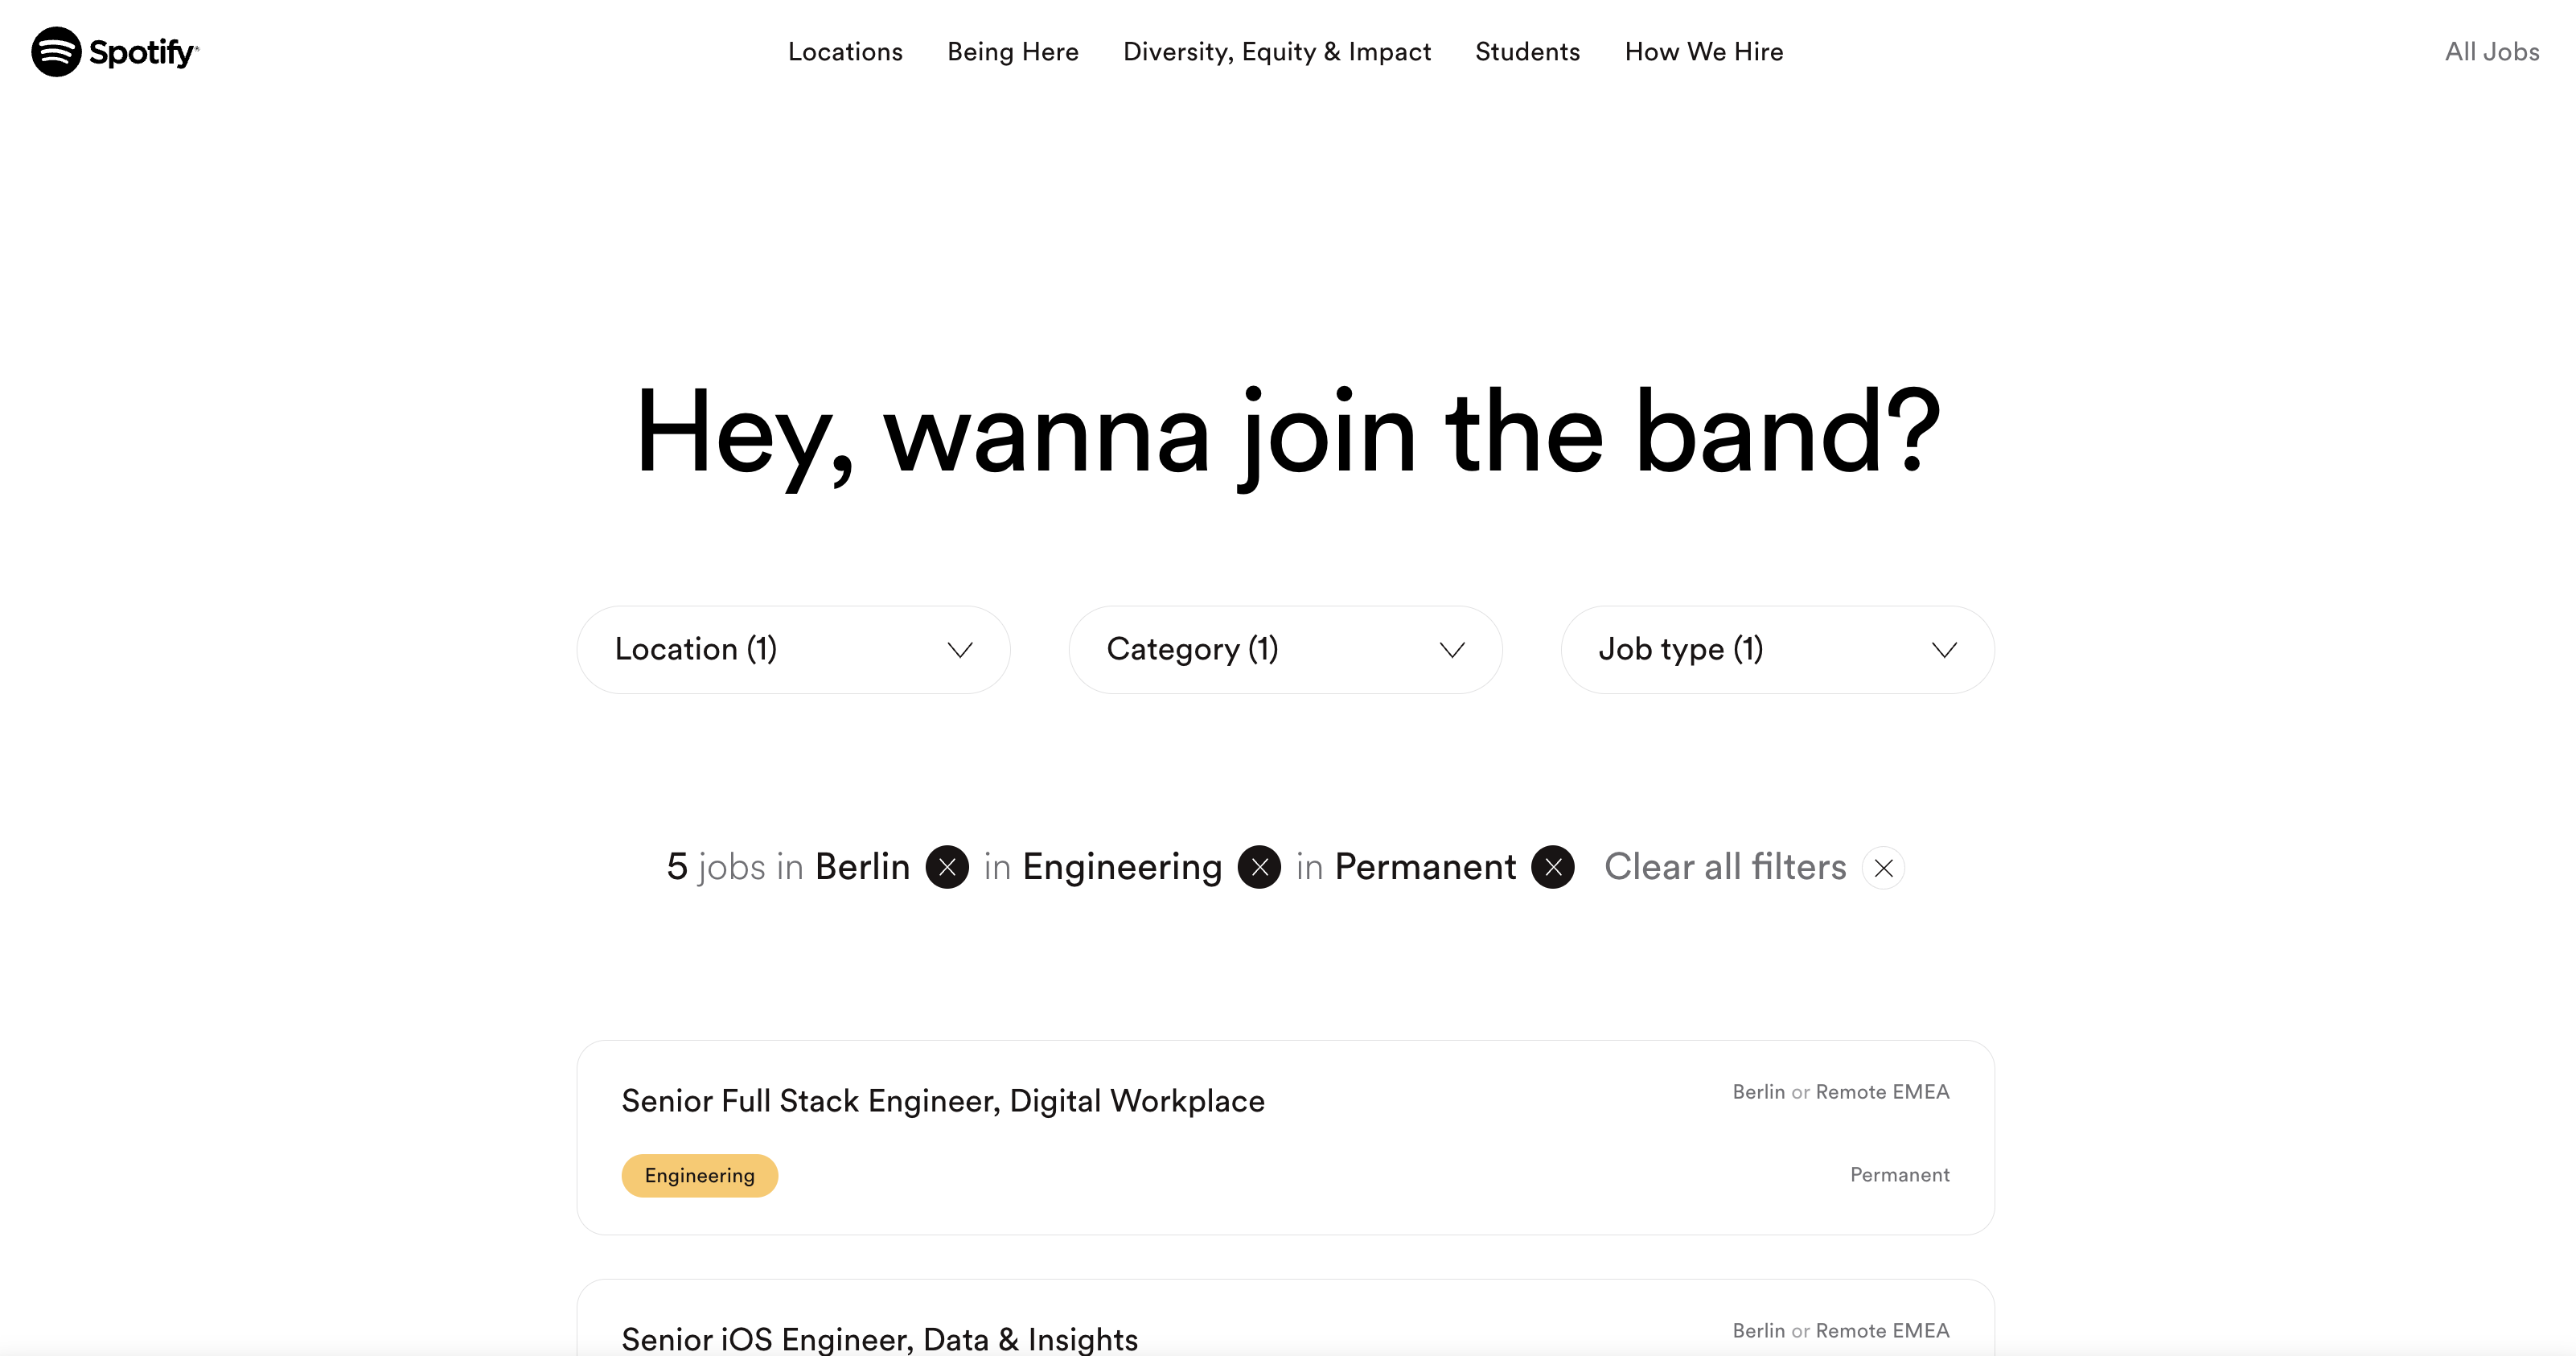 Spotify®
Locations Being Here Diversity, Equity & Impact Students How We Hire
All Jobs
Hey, wanna join the band?
Location (1)
Category (1)
Job type (1)
5 jobs in Berlin in Engineering in Permanent Clear all filters
Senior Full Stack Engineer, Digital Workplace
Berlin or Remote EMEA
Engineering
Permanent
Senior iOS Engineer, Data & Insights
Berlin or Remote EMEA